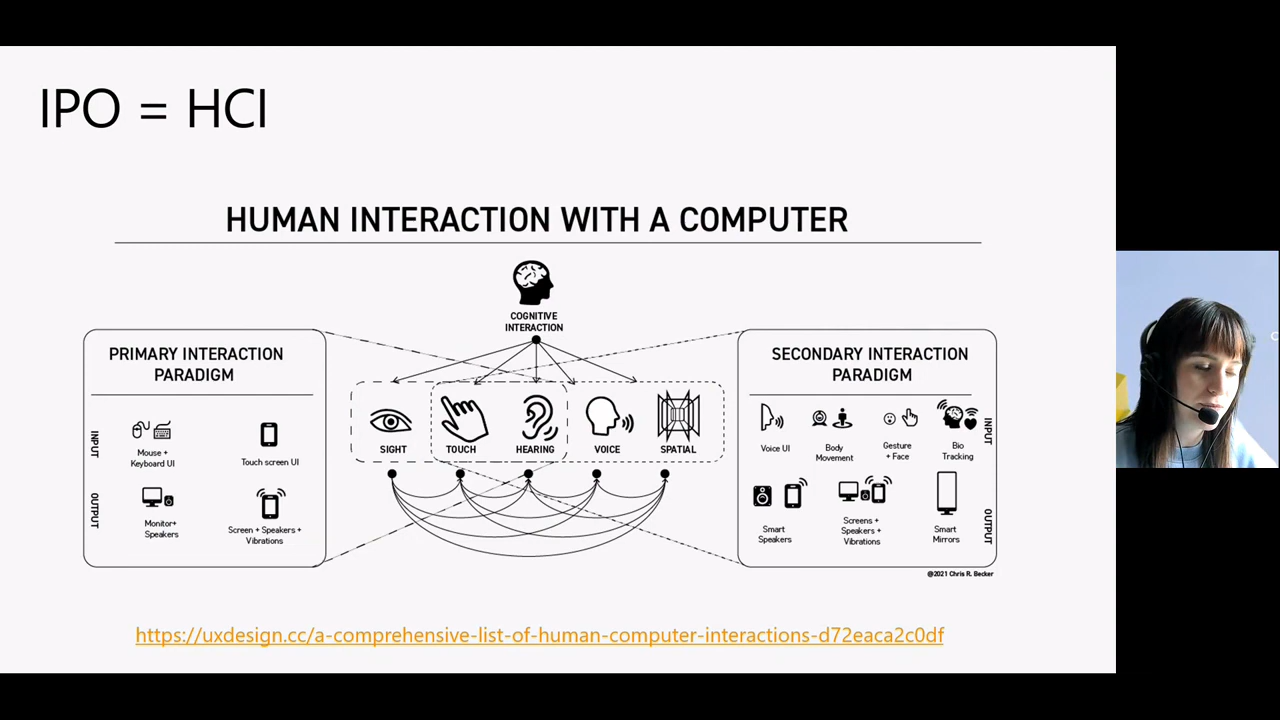 IPO = HCI
HUMAN INTERACTION WITH A COMPUTER
COGNITIVE
INTERACTION
PRIMARY INTERACTION
PARADIGM
INPUT
Mouse +
Keyboard UI
Touch screen UI
OUTPUT
Monitor+
Speakers
Screen + Speakers +
Vibrations
SIGHT
TOUCH
HEARING
VOICE
SPATIAL
SECONDARY INTERACTION
PARADIGM
Voice UI
Body
Movement
Gesture
+ Face
Bio
Tracking
INPUT
Smart
Speakers
Screens +
Speakers +
Vibrations
Smart
Mirrors
OUTPUT
@2021 Chris R. Becker
https://uxdesign.cc/a-comprehensive-list-of-human-computer-interactions-d72eaca2c0df